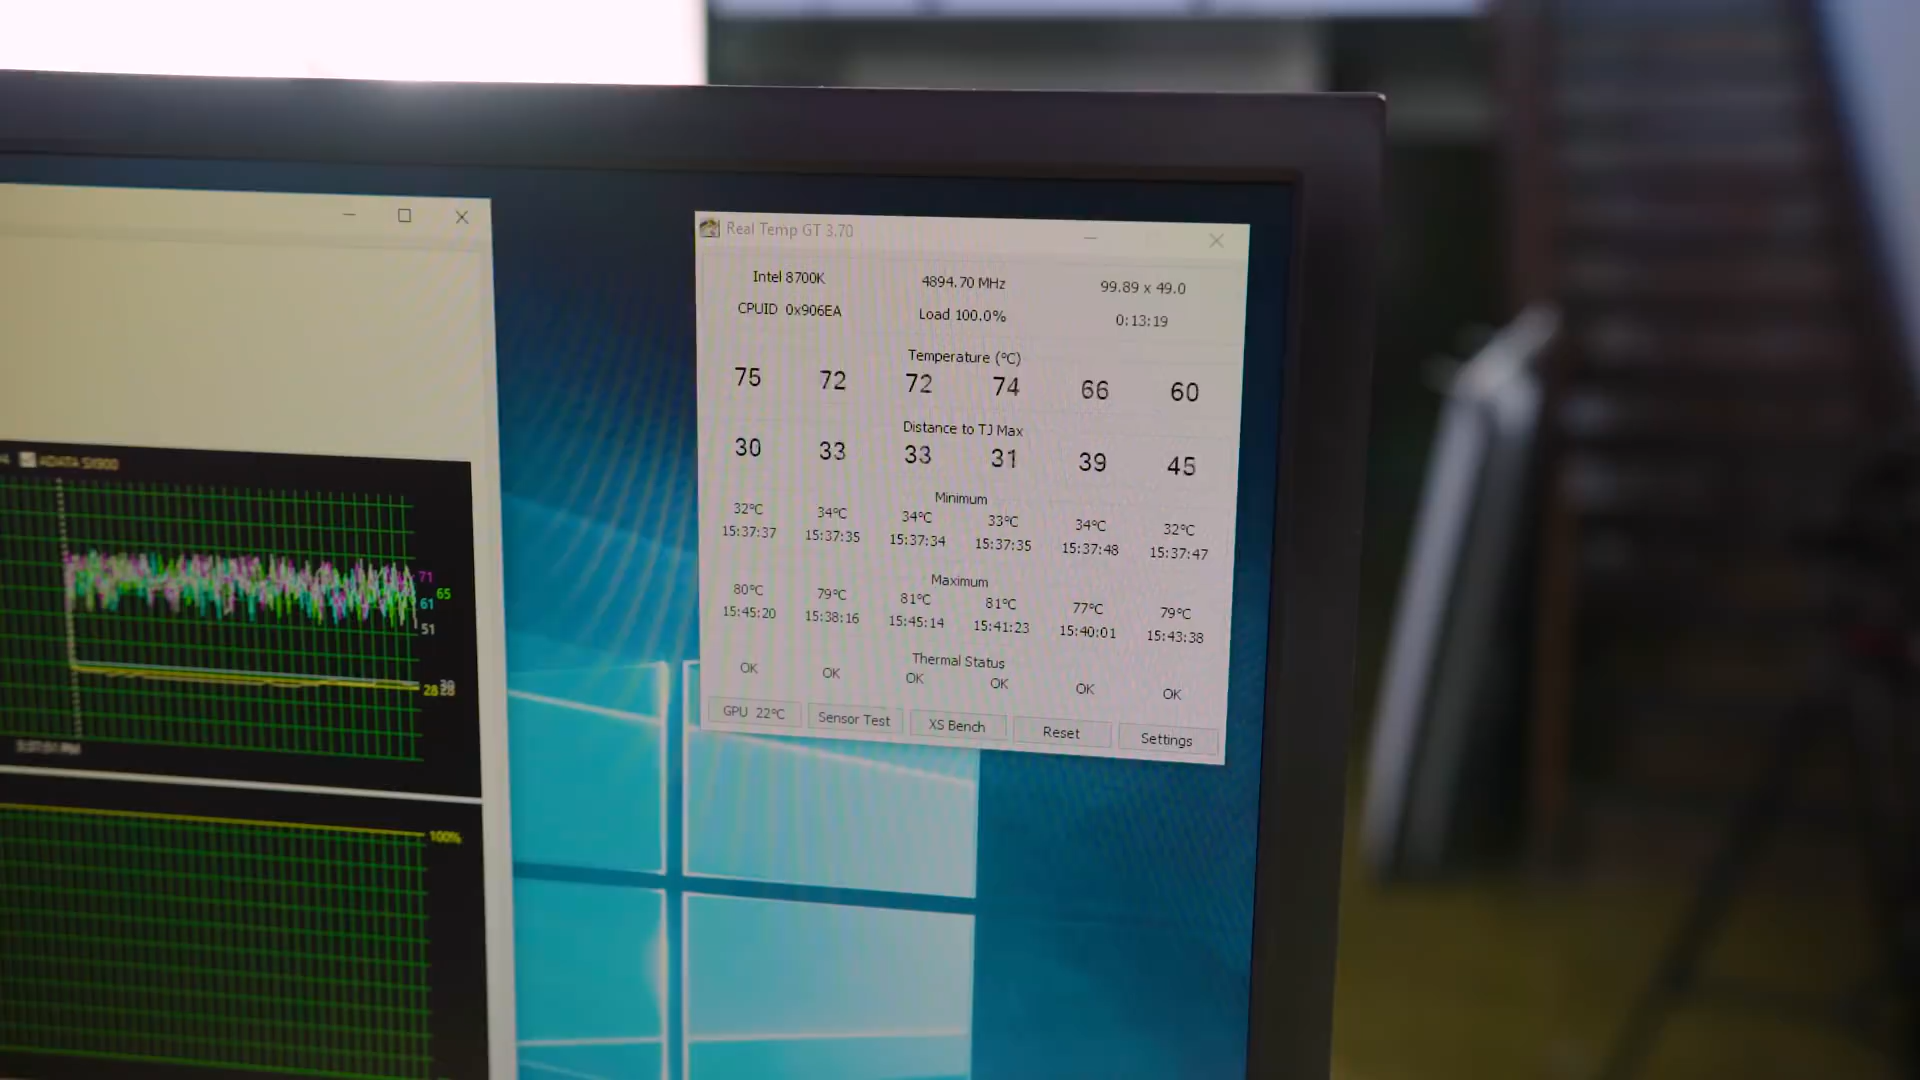 Real Temp GT 3.70
Intel 8700K 4894.70 MHz 99.89 x 49.0
CPUID 0x906EA Load 100.0% 0:13:19
Temperature (°C)
75 72 72 74 66 60
Distance to TJ Max
30 33 33 31 39 45
Minimum
32°C 34°C 34°C 33°C 34°C 32°C
15:37:37 15:37:35 15:37:34 15:37:35 15:37:48 15:37:47
Maximum
80°C 79°C 81°C 81°C 77°C 79°C
15:45:20 15:38:16 15:45:14 15:41:23 15:40:01 15:43:38
Thermal Status
OK OK OK OK OK OK
GPU 22°C Sensor Test XS Bench Reset Settings
ADATA SX900
71
65
61
51
28
100%